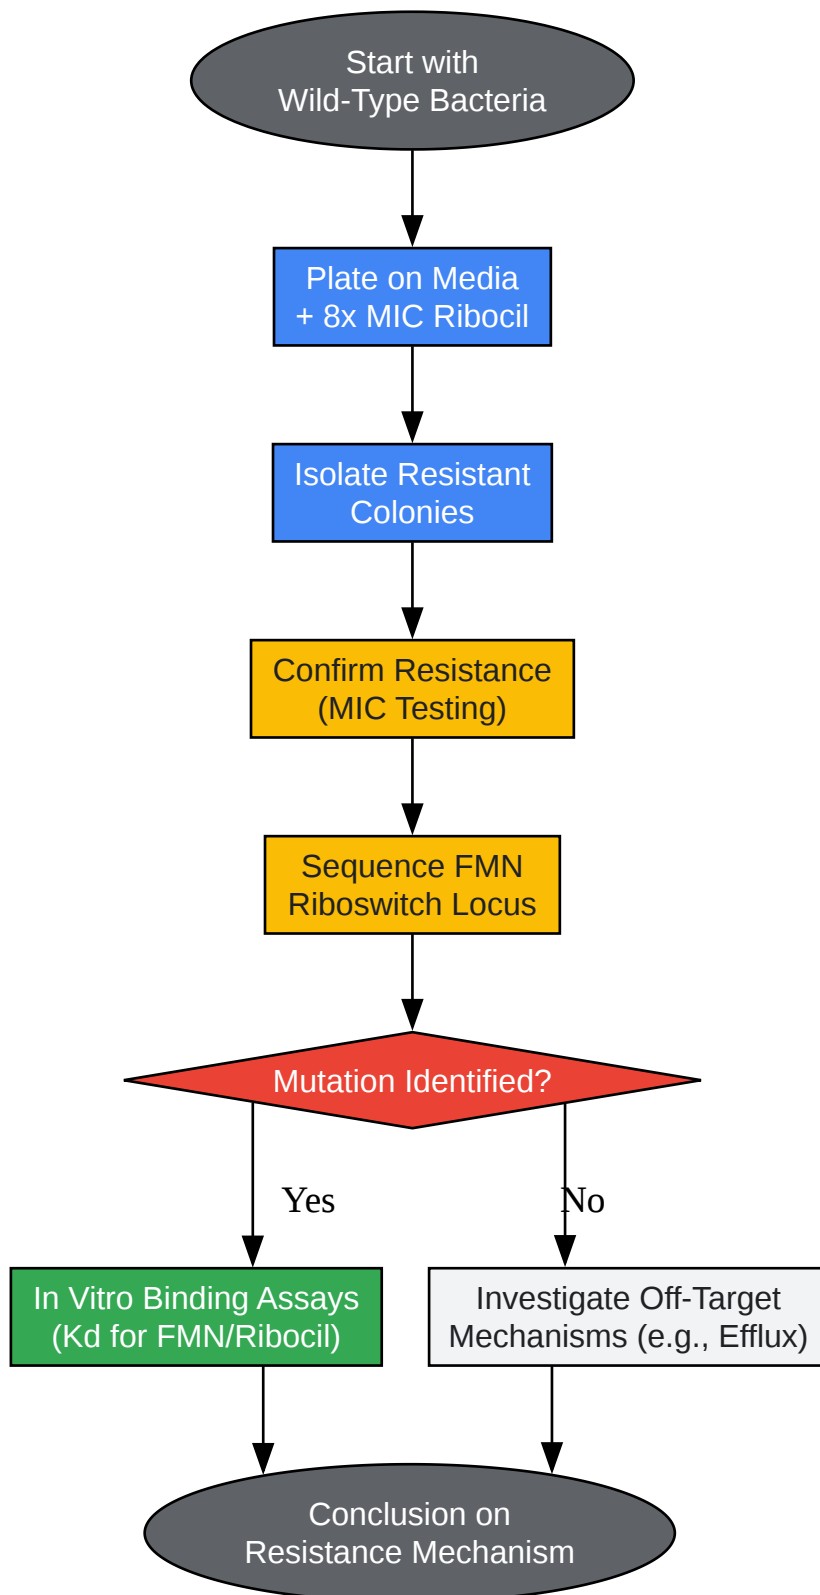 Start with
Wild-Type Bacteria
Plate on Media
+ 8x MIC Ribocil
Isolate Resistant
Colonies
Confirm Resistance
(MIC Testing)
Sequence FMN
Riboswitch Locus
Mutation Identified?
Yes
No
In Vitro Binding Assays
(Kd for FMN/Ribocil)
Investigate Off-Target
Mechanisms (e.g., Efflux)
Conclusion on
Resistance Mechanism